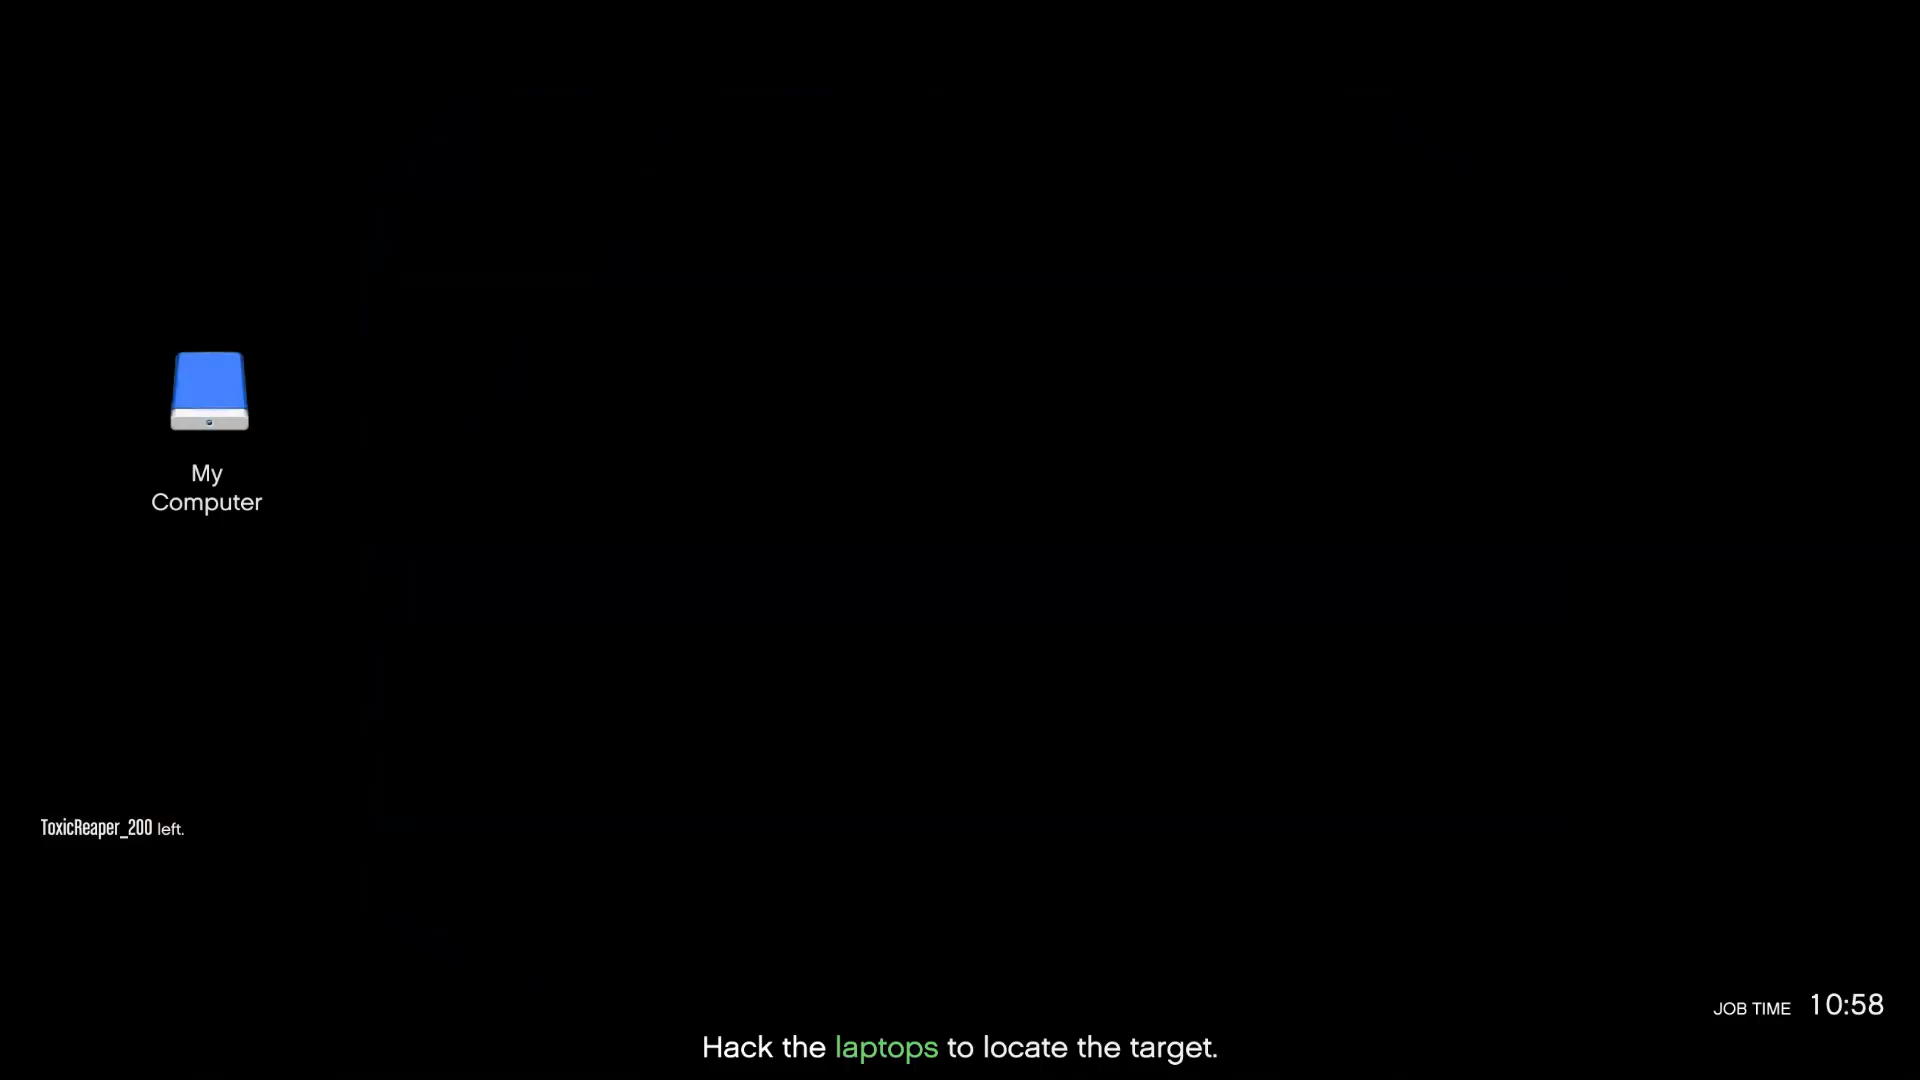 My
Computer
ToxicReaper_200 left.
JOB TIME 10:58
Hack the laptops to locate the target.